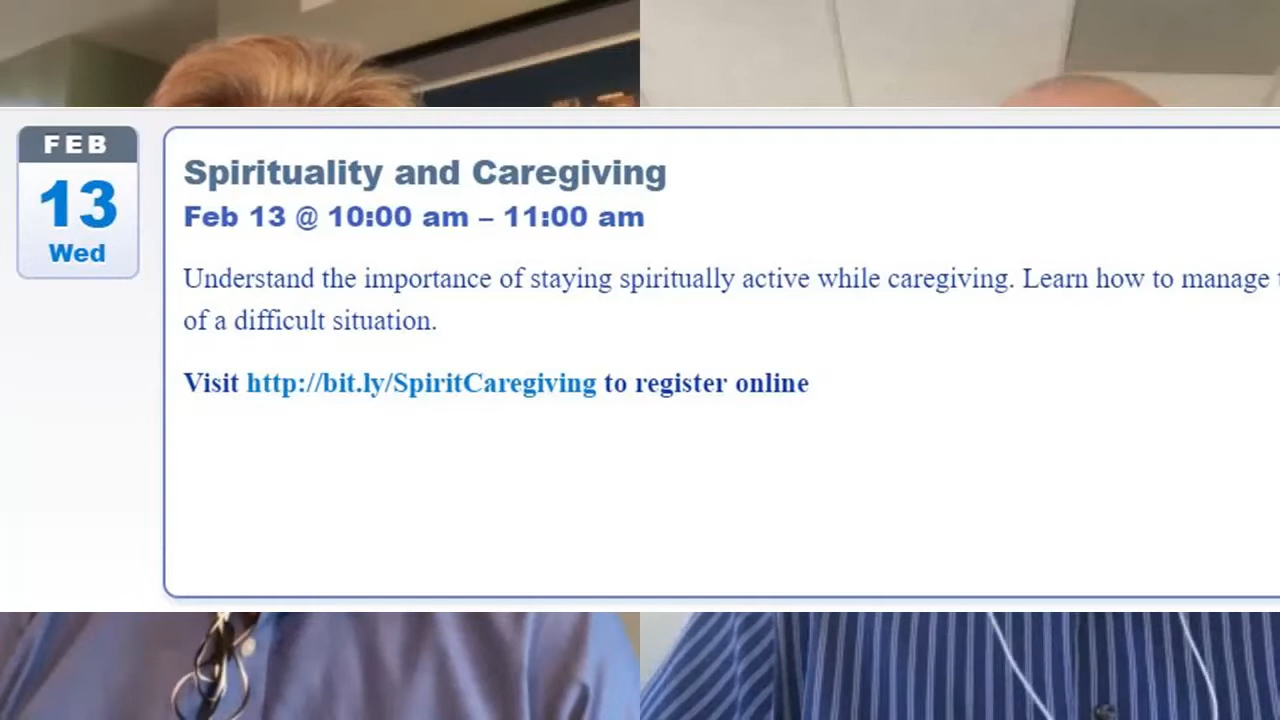 FEB
13
Wed
Spirituality and Caregiving
Feb 13 @ 10:00 am – 11:00 am
Understand the importance of staying spiritually active while caregiving. Learn how to manage
of a difficult situation.
Visit http://bit.ly/SpiritCaregiving to register online